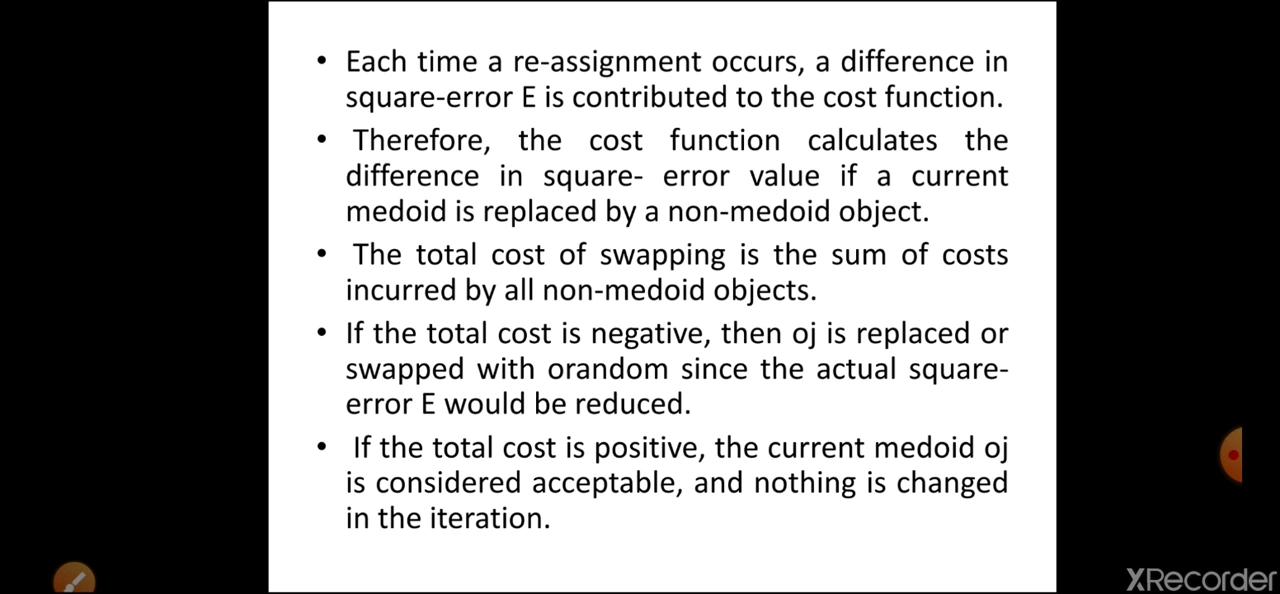 • Each time a re-assignment occurs, a difference in
square-error E is contributed to the cost function.
• Therefore, the cost function calculates the
difference in square- error value if a current
medoid is replaced by a non-medoid object.
• The total cost of swapping is the sum of costs
incurred by all non-medoid objects.
• If the total cost is negative, then oj is replaced or
swapped with orandom since the actual square-
error E would be reduced.
• If the total cost is positive, the current medoid oj
is considered acceptable, and nothing is changed
in the iteration.
XRecorder